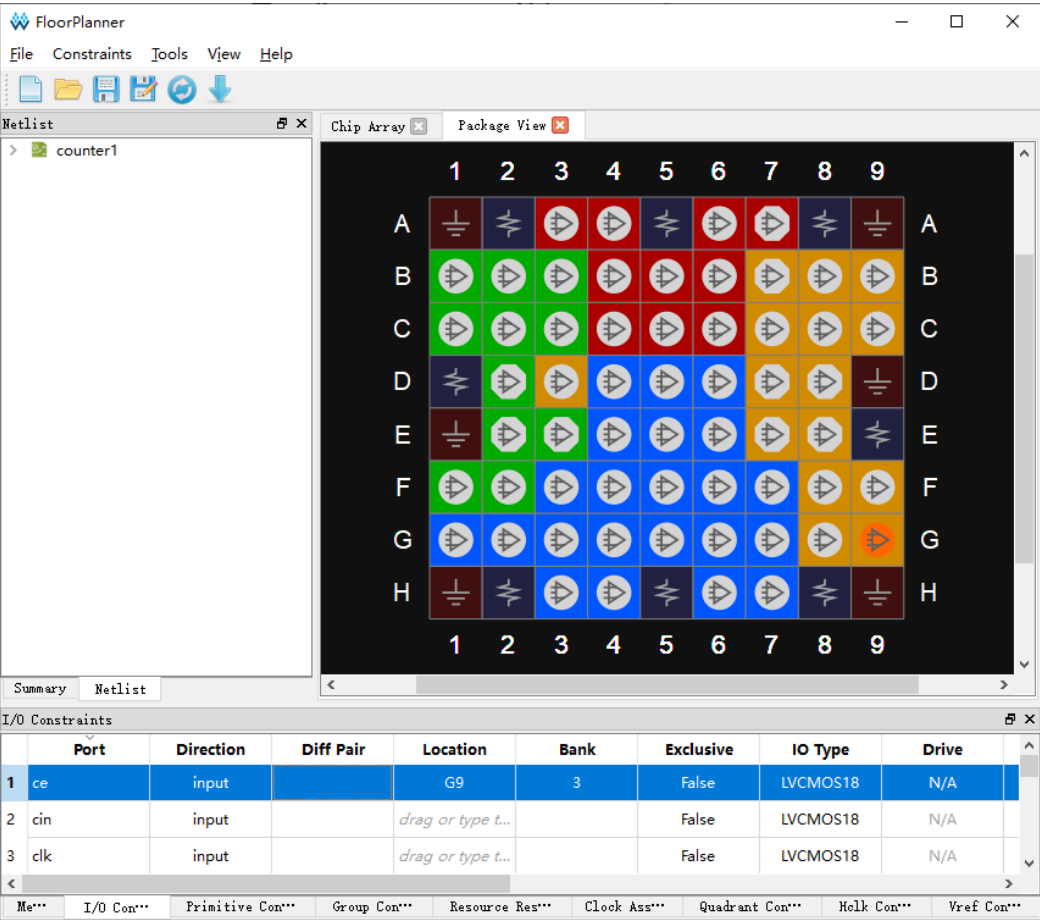 FloorPlanner
File Constraints Tools View Help
Netlist
Chip Array Package View
counter1
1 2 3 4 5 6 7 8 9
A A
B B
C C
D D
E E
F F
G G
H H
1 2 3 4 5 6 7 8 9
Summary Netlist
I/O Constraints
Port Direction Diff Pair Location Bank Exclusive IO Type Drive
1 ce input G9 3 False LVCMOS18 N/A
2 cin input drag or type t... False LVCMOS18 N/A
3 clk input drag or type t... False LVCMOS18 N/A
Me... I/O Con... Primitive Con... Group Con... Resource Res... Clock Ass... Quadrant Con... Hclk Con... Vref Con...